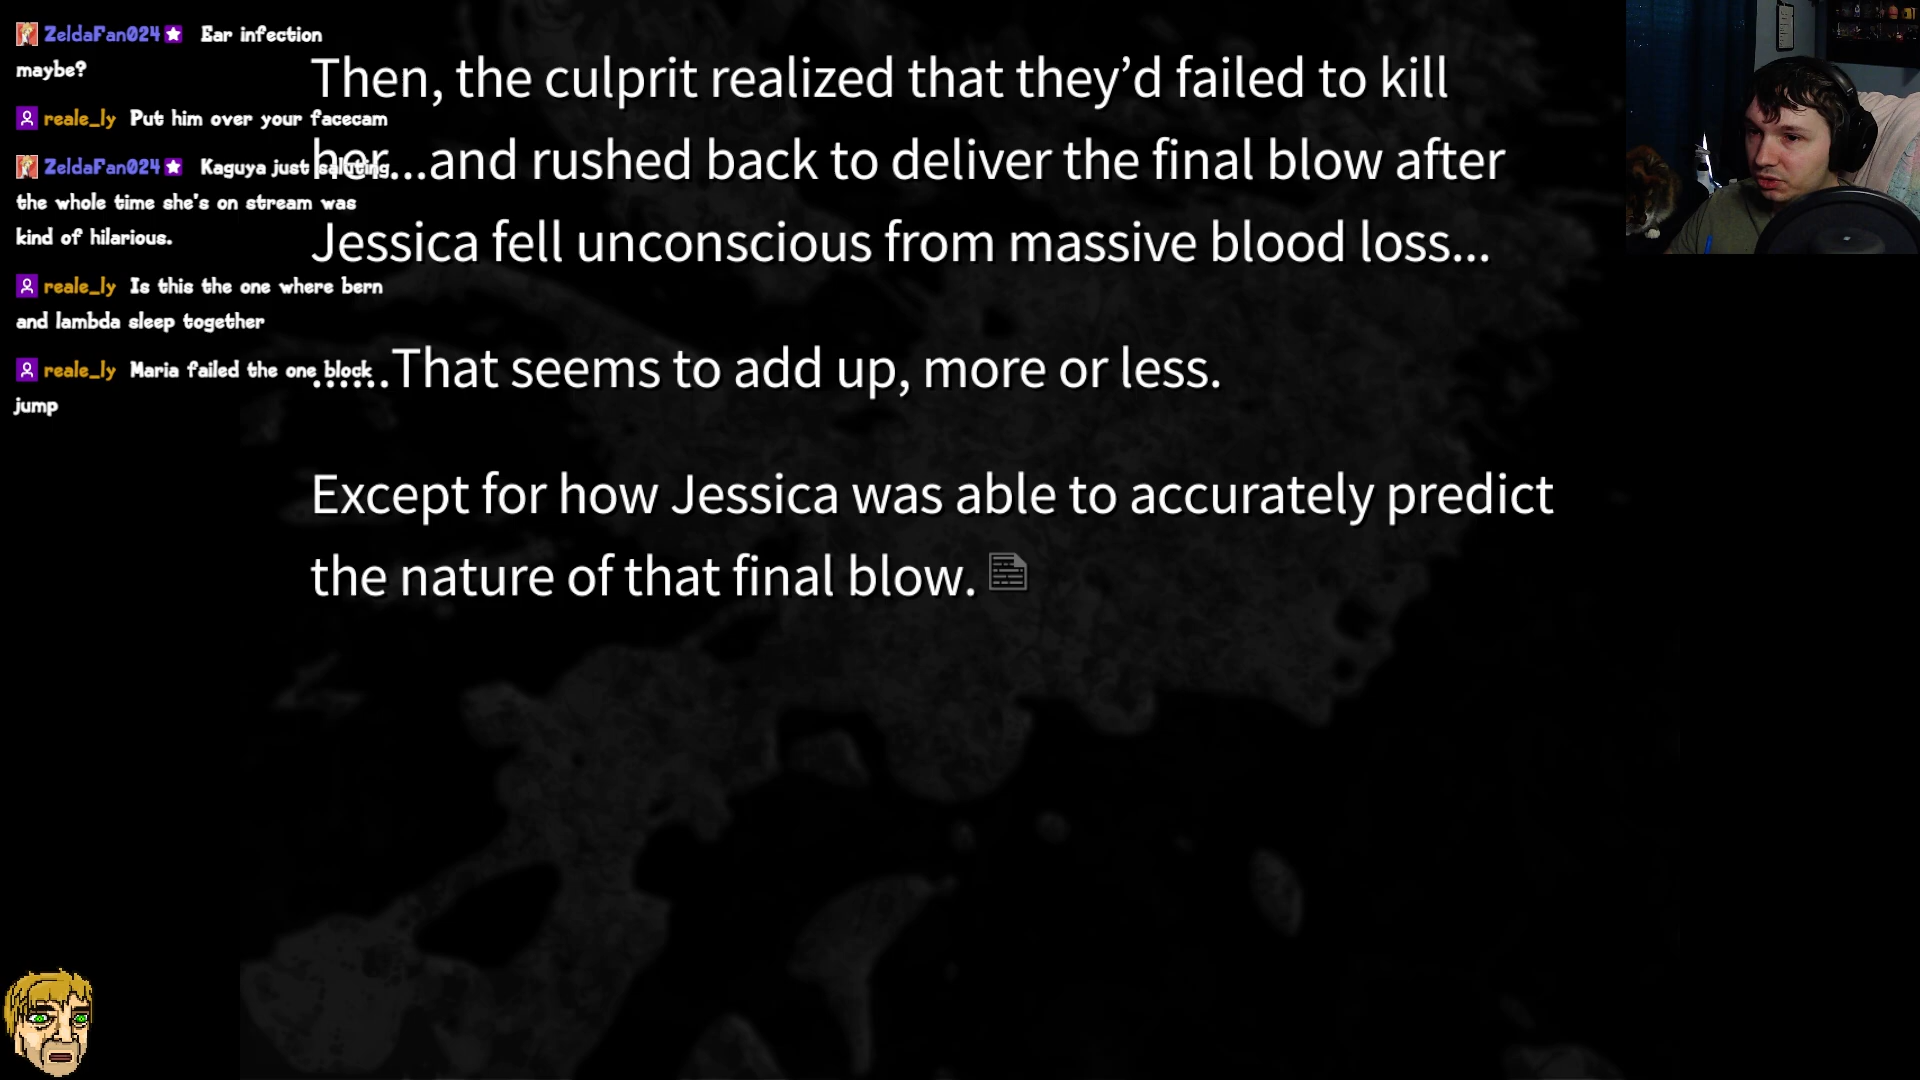 ZeldaFan024 Ear infection
maybe?
reale_ly Put him over your facecam
ZeldaFan024 Kaguya just saluting
the whole time she's on stream was
kind of hilarious.
reale_ly Is this the one where bern
and lambda sleep together
reale_ly Maria failed the one block
jump
Then, the culprit realized that they’d failed to kill
her...and rushed back to deliver the final blow after
Jessica fell unconscious from massive blood loss...
......That seems to add up, more or less.
Except for how Jessica was able to accurately predict
the nature of that final blow.